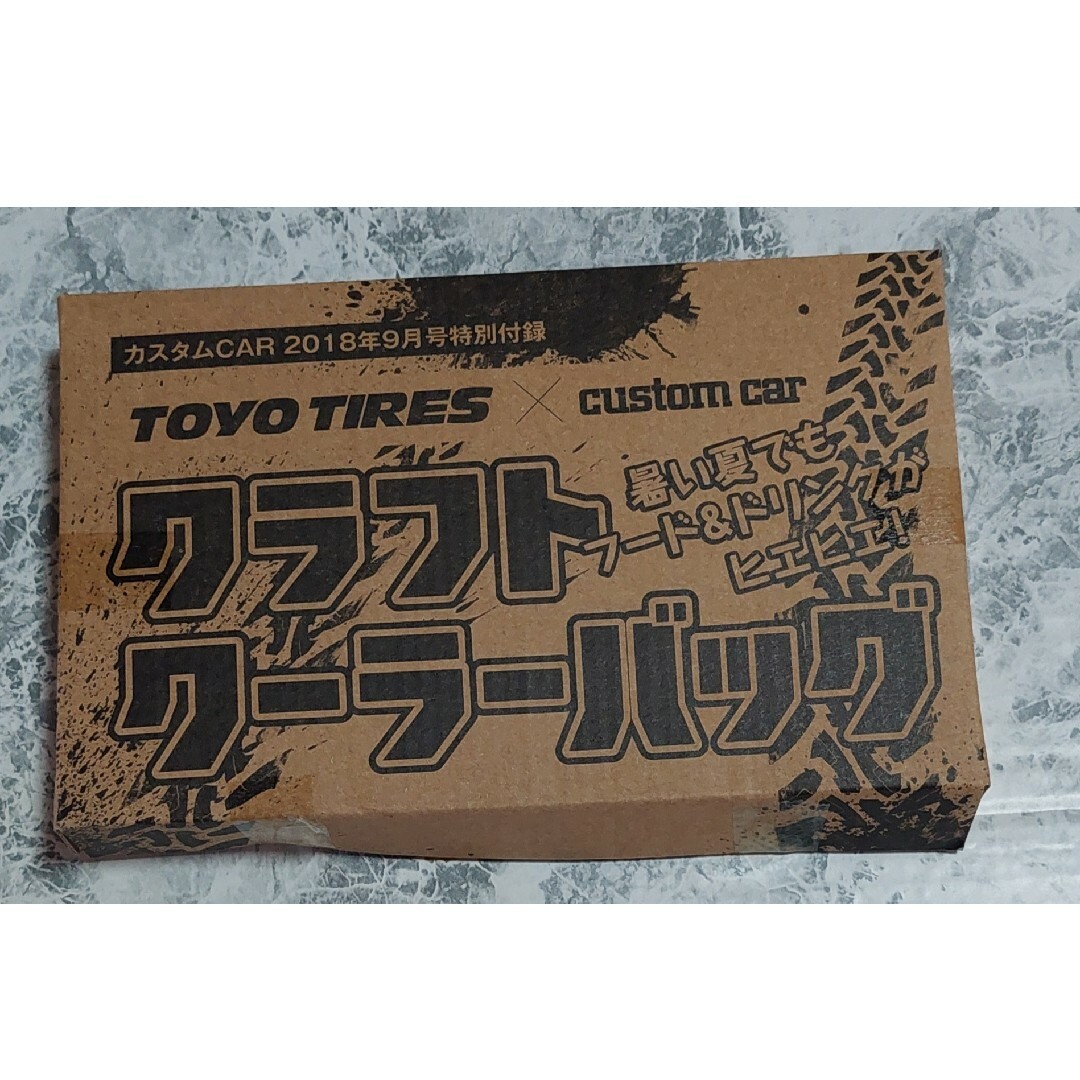 カスタムCAR 2018年9月号特別付録
TOYO TIRES × custom car
暑い夏でも
フード&ドリンクが
ヒエヒエ!
クラフト
クーラーバッグ